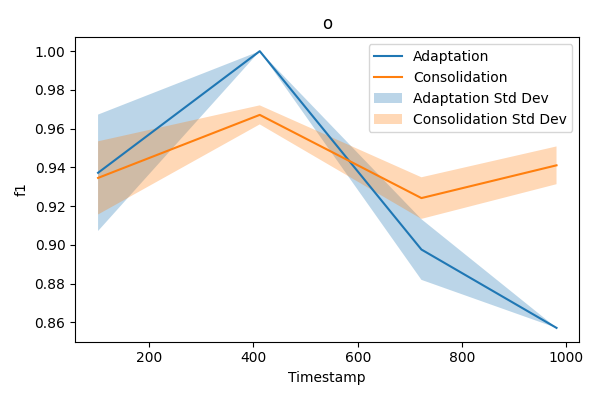 o
f1
1.00
0.98
0.96
0.94
0.92
0.90
0.88
0.86
Adaptation
Consolidation
Adaptation Std Dev
Consolidation Std Dev
200
400
600
800
1000
Timestamp